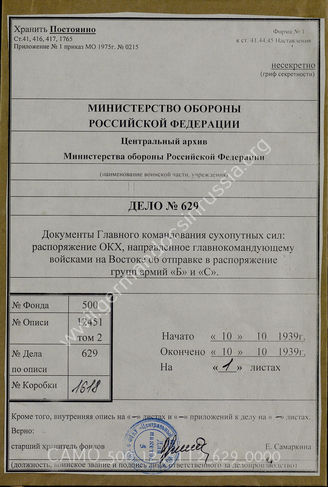 Хранить Постоянно
Форма № 1
Ст.41, 416, 417, 1765
к ст. 41,44,45 Наставления
Приложение № 1 приказ МО 1975г. № 0215
несекретно
(гриф секретности)
МИНИСТЕРСТВО ОБОРОНЫ
РОССИЙСКОЙ ФЕДЕРАЦИИ
Центральный архив
Министерства обороны Российской Федерации
(наименование воинской части, учреждения)
ДЕЛО № 629
Документы Главного командования сухопутных сил:
распоряжение ОКХ, направленное главнокомандующему
войсками на Востоке об отправке в распоряжение
групп армий «Б» и «С».
№ Фонда 500
№ Описи 12451
том 2
№ Дела 629
по описи
№ Коробки 1618
Начато « 10 » 10 1939г.
Окончено « 10 » 10 1939г.
На « 1 » листах
Кроме того, внутренняя опись на «–» листах и «–» приложений к делу на «–» листах.
Верно:
старший хранитель фондов Е. Самаркина
(должность, воинское звание и подпись лица, ответственного за делопроизводство)
www.germandocsinrussia.org